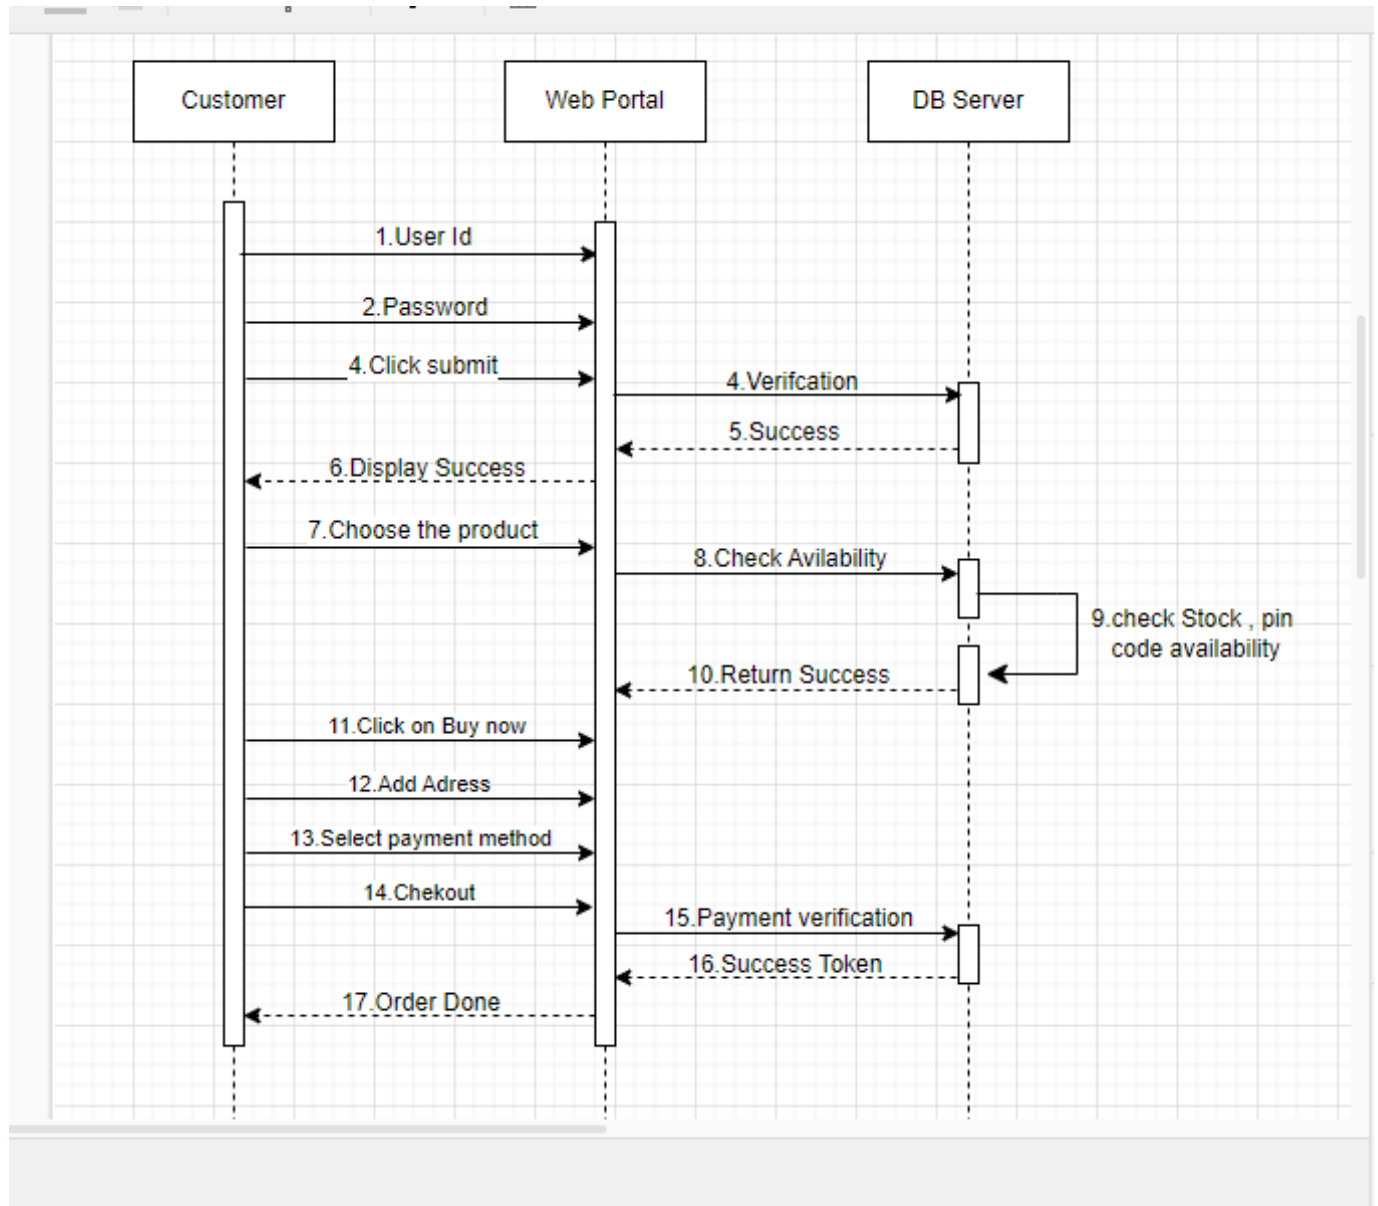 Customer
Web Portal
DB Server
1.User Id
2.Password
4.Click submit
4.Verifcation
5.Success
6.Display Success
7.Choose the product
8.Check Avilability
9.check Stock , pin
code availability
10.Return Success
11.Click on Buy now
12.Add Adress
13.Select payment method
14.Chekout
15.Payment verification
16.Success Token
17.Order Done